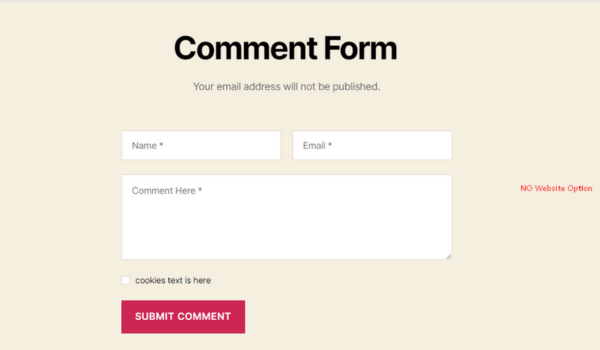 Comment Form
Your email address will not be published.
Name *
Email *
Comment Here *
NO Website Option
cookies text is here
SUBMIT COMMENT